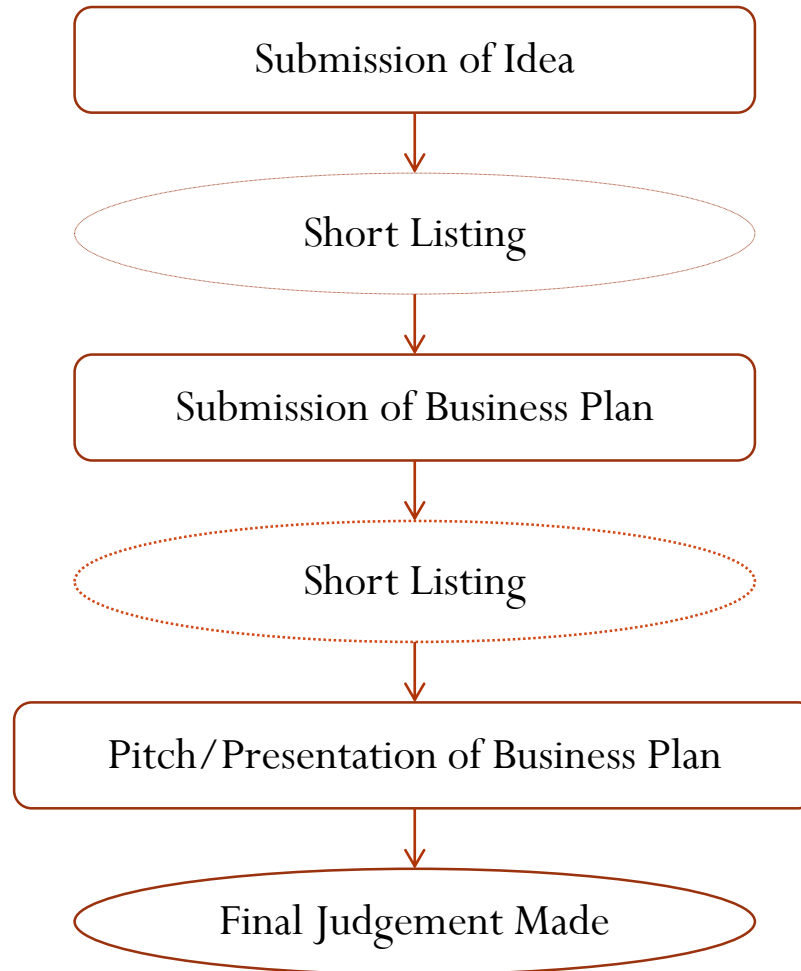 Submission of Idea
Short Listing
Submission of Business Plan
Short Listing
Pitch/Presentation of Business Plan
Final Judgement Made